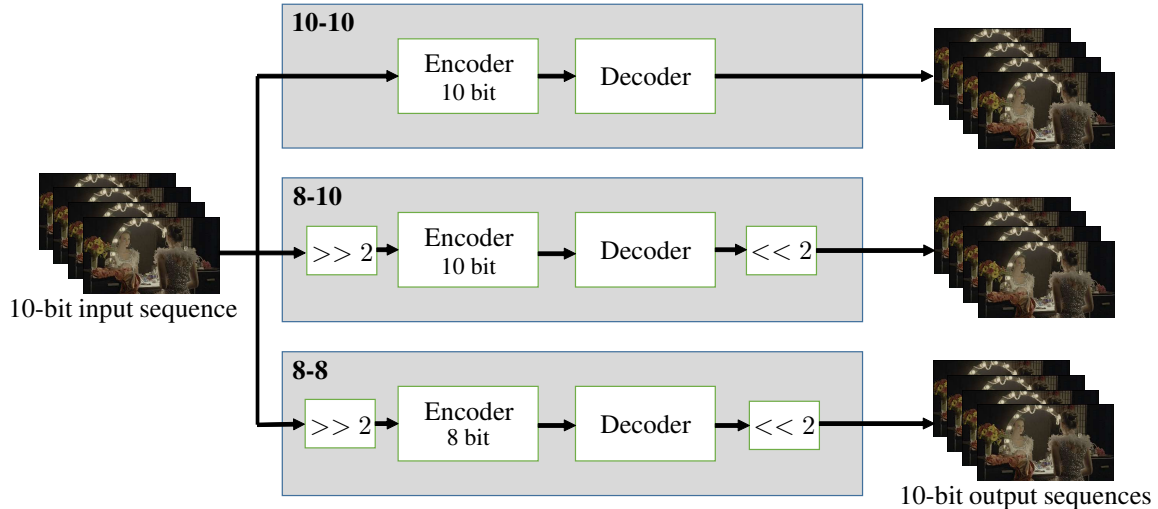 10-10
Encoder
10 bit
Decoder
8-10
>> 2
Encoder
10 bit
Decoder
<< 2
10-bit input sequence
8-8
>> 2
Encoder
8 bit
Decoder
<< 2
10-bit output sequences